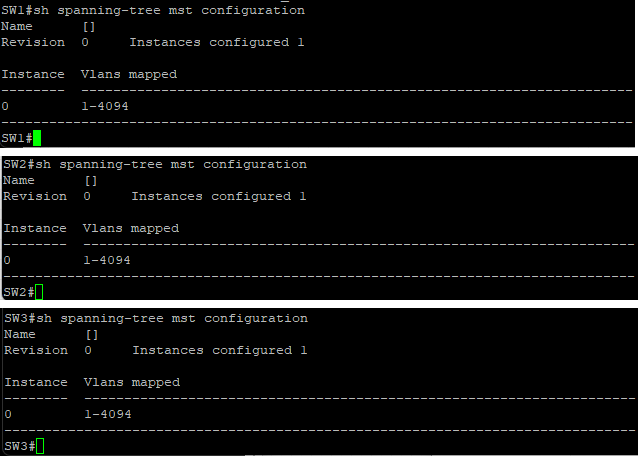 SW1#sh spanning-tree mst configuration
Name      []
Revision  0     Instances configured 1
Instance  Vlans mapped
--------  ---------------------------------------------------------------------
0         1-4094
-------------------------------------------------------------------------------
SW1#
SW2#sh spanning-tree mst configuration
Name      []
Revision  0     Instances configured 1
Instance  Vlans mapped
--------  ---------------------------------------------------------------------
0         1-4094
-------------------------------------------------------------------------------
SW2#
SW3#sh spanning-tree mst configuration
Name      []
Revision  0     Instances configured 1
Instance  Vlans mapped
--------  ---------------------------------------------------------------------
0         1-4094
-------------------------------------------------------------------------------
SW3#